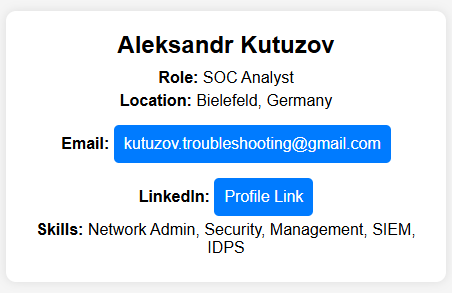 Aleksandr Kutuzov
Role: SOC Analyst
Location: Bielefeld, Germany
Email: kutuzov.troubleshooting@gmail.com
LinkedIn: Profile Link
Skills: Network Admin, Security, Management, SIEM,
IDPS